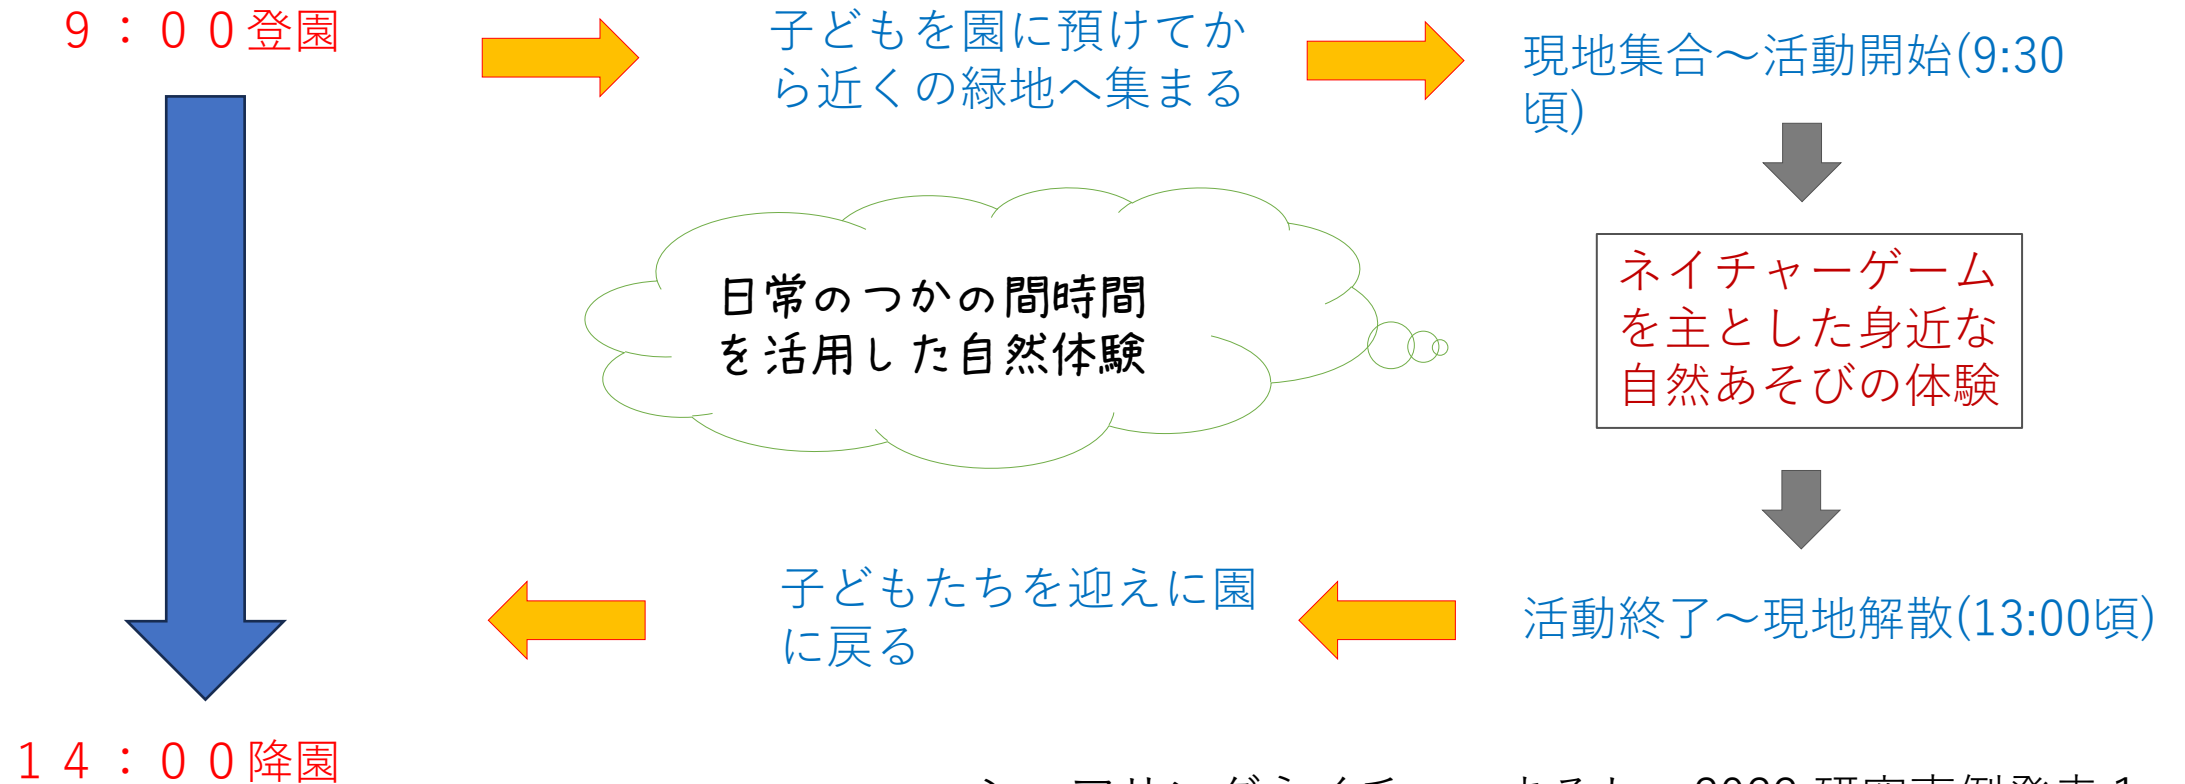 ９：００登園
子どもを園に預けてか
ら近くの緑地へ集まる
現地集合～活動開始(9:30
頃)
日常のつかの間時間
を活用した自然体験
ネイチャーゲーム
を主とした身近な
自然あそびの体験
子どもたちを迎えに園
に戻る
活動終了～現地解散(13:00頃)
１４：００降園